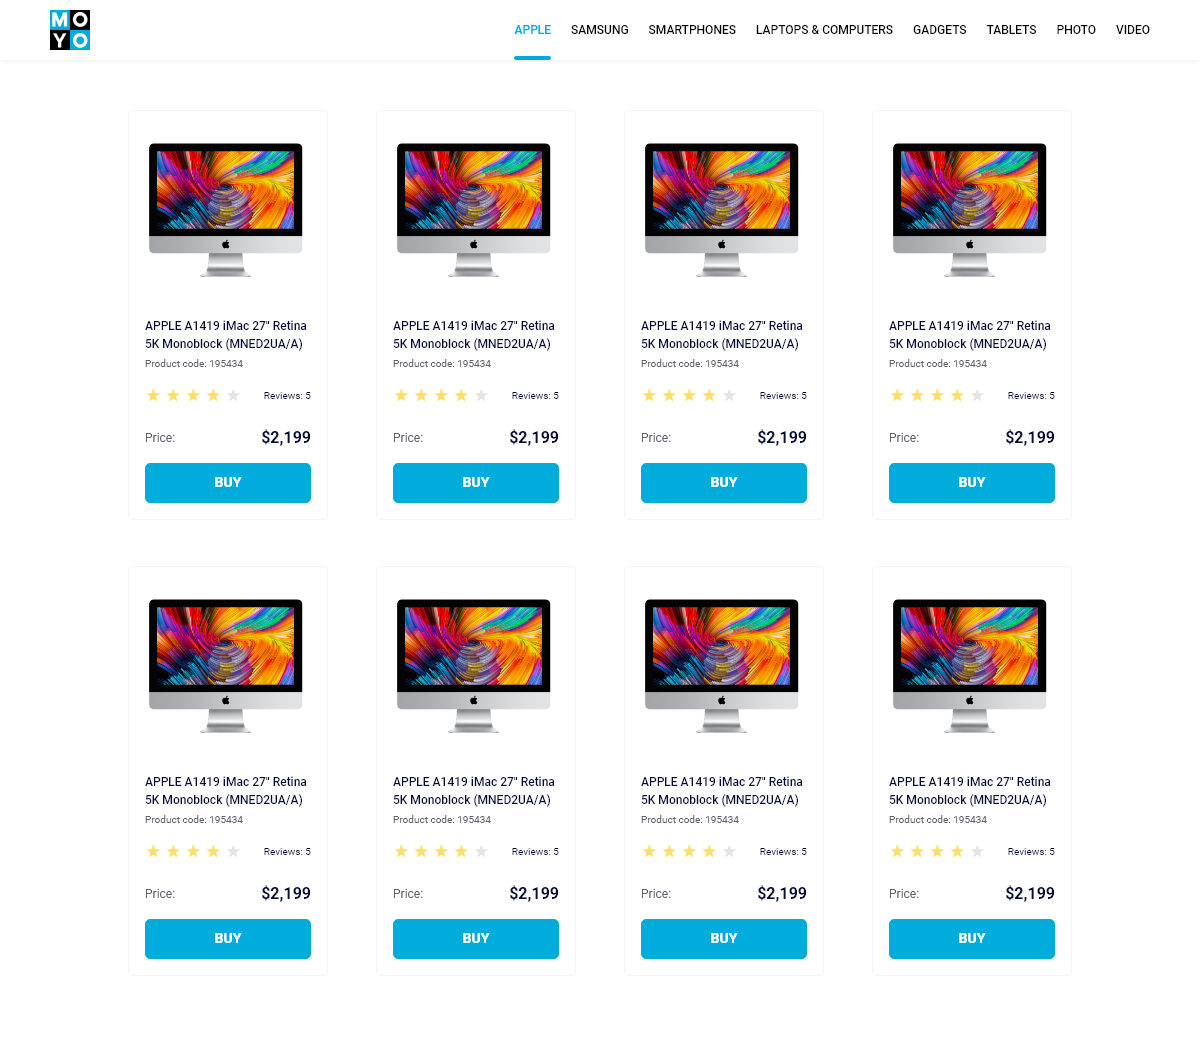 MO
YO
APPLE SAMSUNG SMARTPHONES LAPTOPS & COMPUTERS GADGETS TABLETS PHOTO VIDEO
APPLE A1419 iMac 27" Retina
5K Monoblock (MNED2UA/A)
Product code: 195434
Reviews: 5
Price: $2,199
BUY
APPLE A1419 iMac 27" Retina
5K Monoblock (MNED2UA/A)
Product code: 195434
Reviews: 5
Price: $2,199
BUY
APPLE A1419 iMac 27" Retina
5K Monoblock (MNED2UA/A)
Product code: 195434
Reviews: 5
Price: $2,199
BUY
APPLE A1419 iMac 27" Retina
5K Monoblock (MNED2UA/A)
Product code: 195434
Reviews: 5
Price: $2,199
BUY
APPLE A1419 iMac 27" Retina
5K Monoblock (MNED2UA/A)
Product code: 195434
Reviews: 5
Price: $2,199
BUY
APPLE A1419 iMac 27" Retina
5K Monoblock (MNED2UA/A)
Product code: 195434
Reviews: 5
Price: $2,199
BUY
APPLE A1419 iMac 27" Retina
5K Monoblock (MNED2UA/A)
Product code: 195434
Reviews: 5
Price: $2,199
BUY
APPLE A1419 iMac 27" Retina
5K Monoblock (MNED2UA/A)
Product code: 195434
Reviews: 5
Price: $2,199
BUY